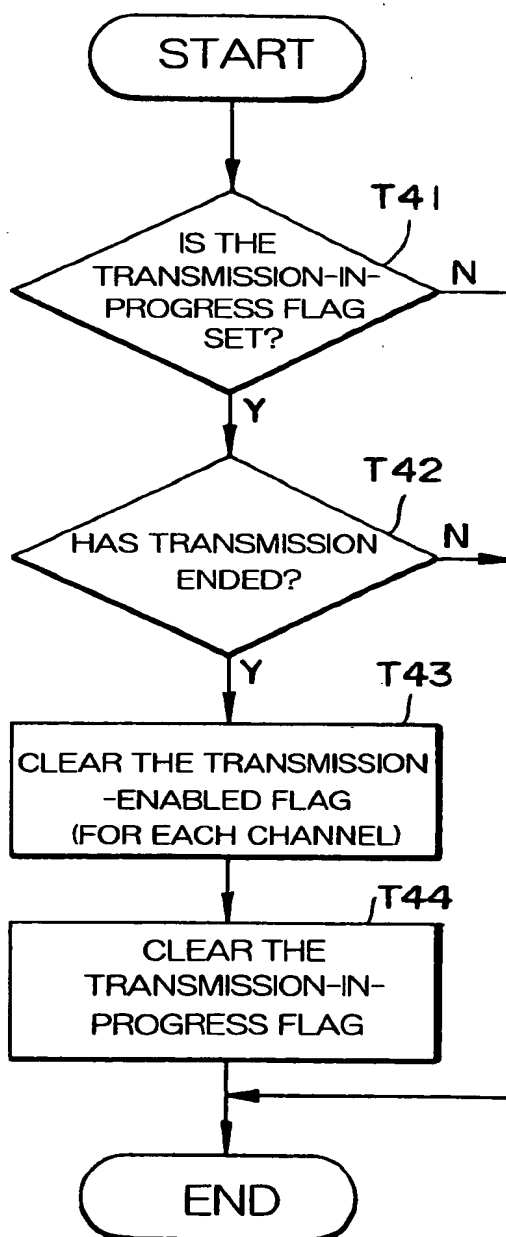 START
T41
IS THE
TRANSMISSION-IN-
PROGRESS FLAG
SET?
N
Y
T42
HAS TRANSMISSION
ENDED?
N
Y
T43
CLEAR THE TRANSMISSION
-ENABLED FLAG
(FOR EACH CHANNEL)
T44
CLEAR THE
TRANSMISSION-IN-
PROGRESS FLAG
END